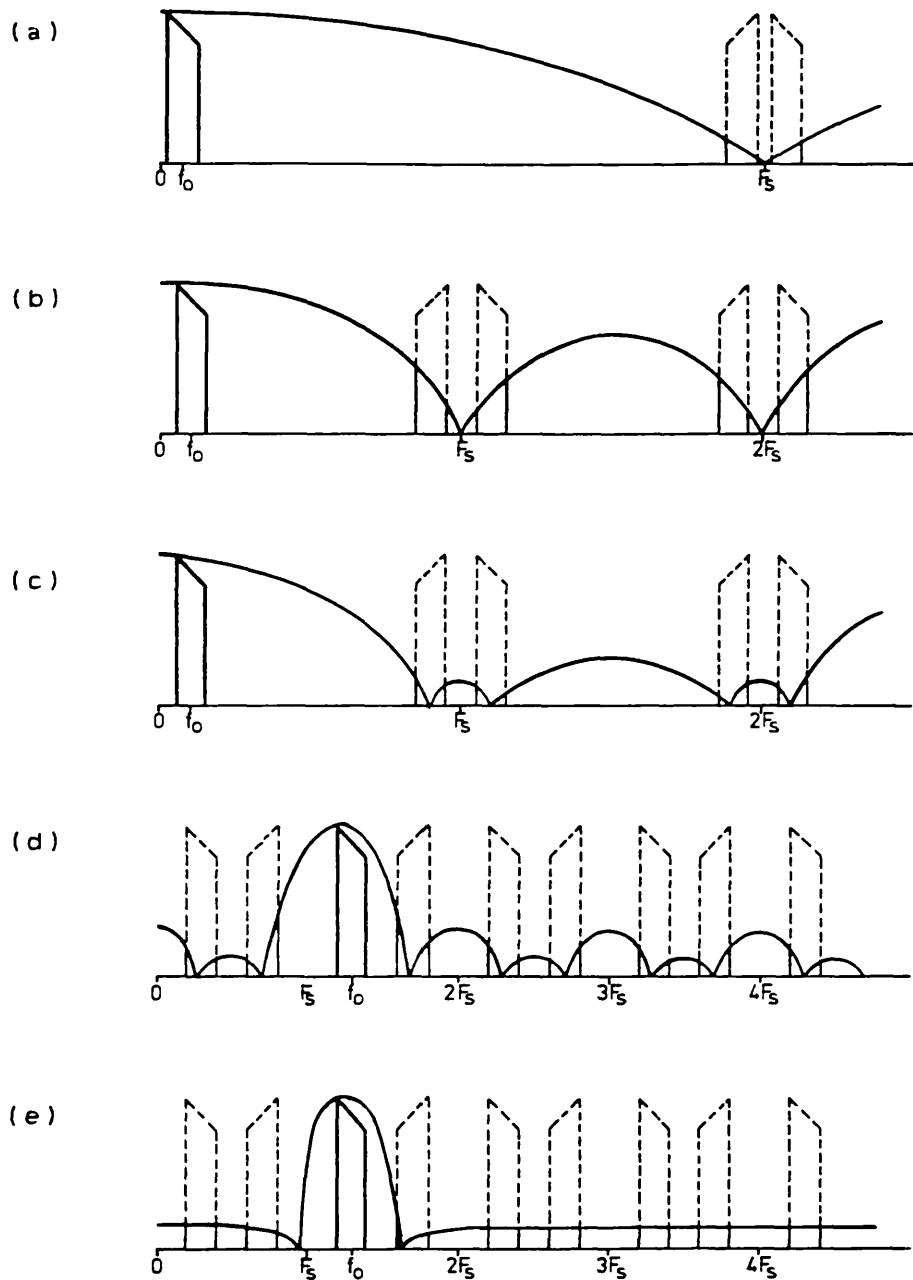 (a)
0 f₀ Fₛ
(b)
0 f₀ Fₛ 2Fₛ
(c)
0 f₀ Fₛ 2Fₛ
(d)
0 Fₛ f₀ 2Fₛ 3Fₛ 4Fₛ
(e)
0 Fₛ f₀ 2Fₛ 3Fₛ 4Fₛ